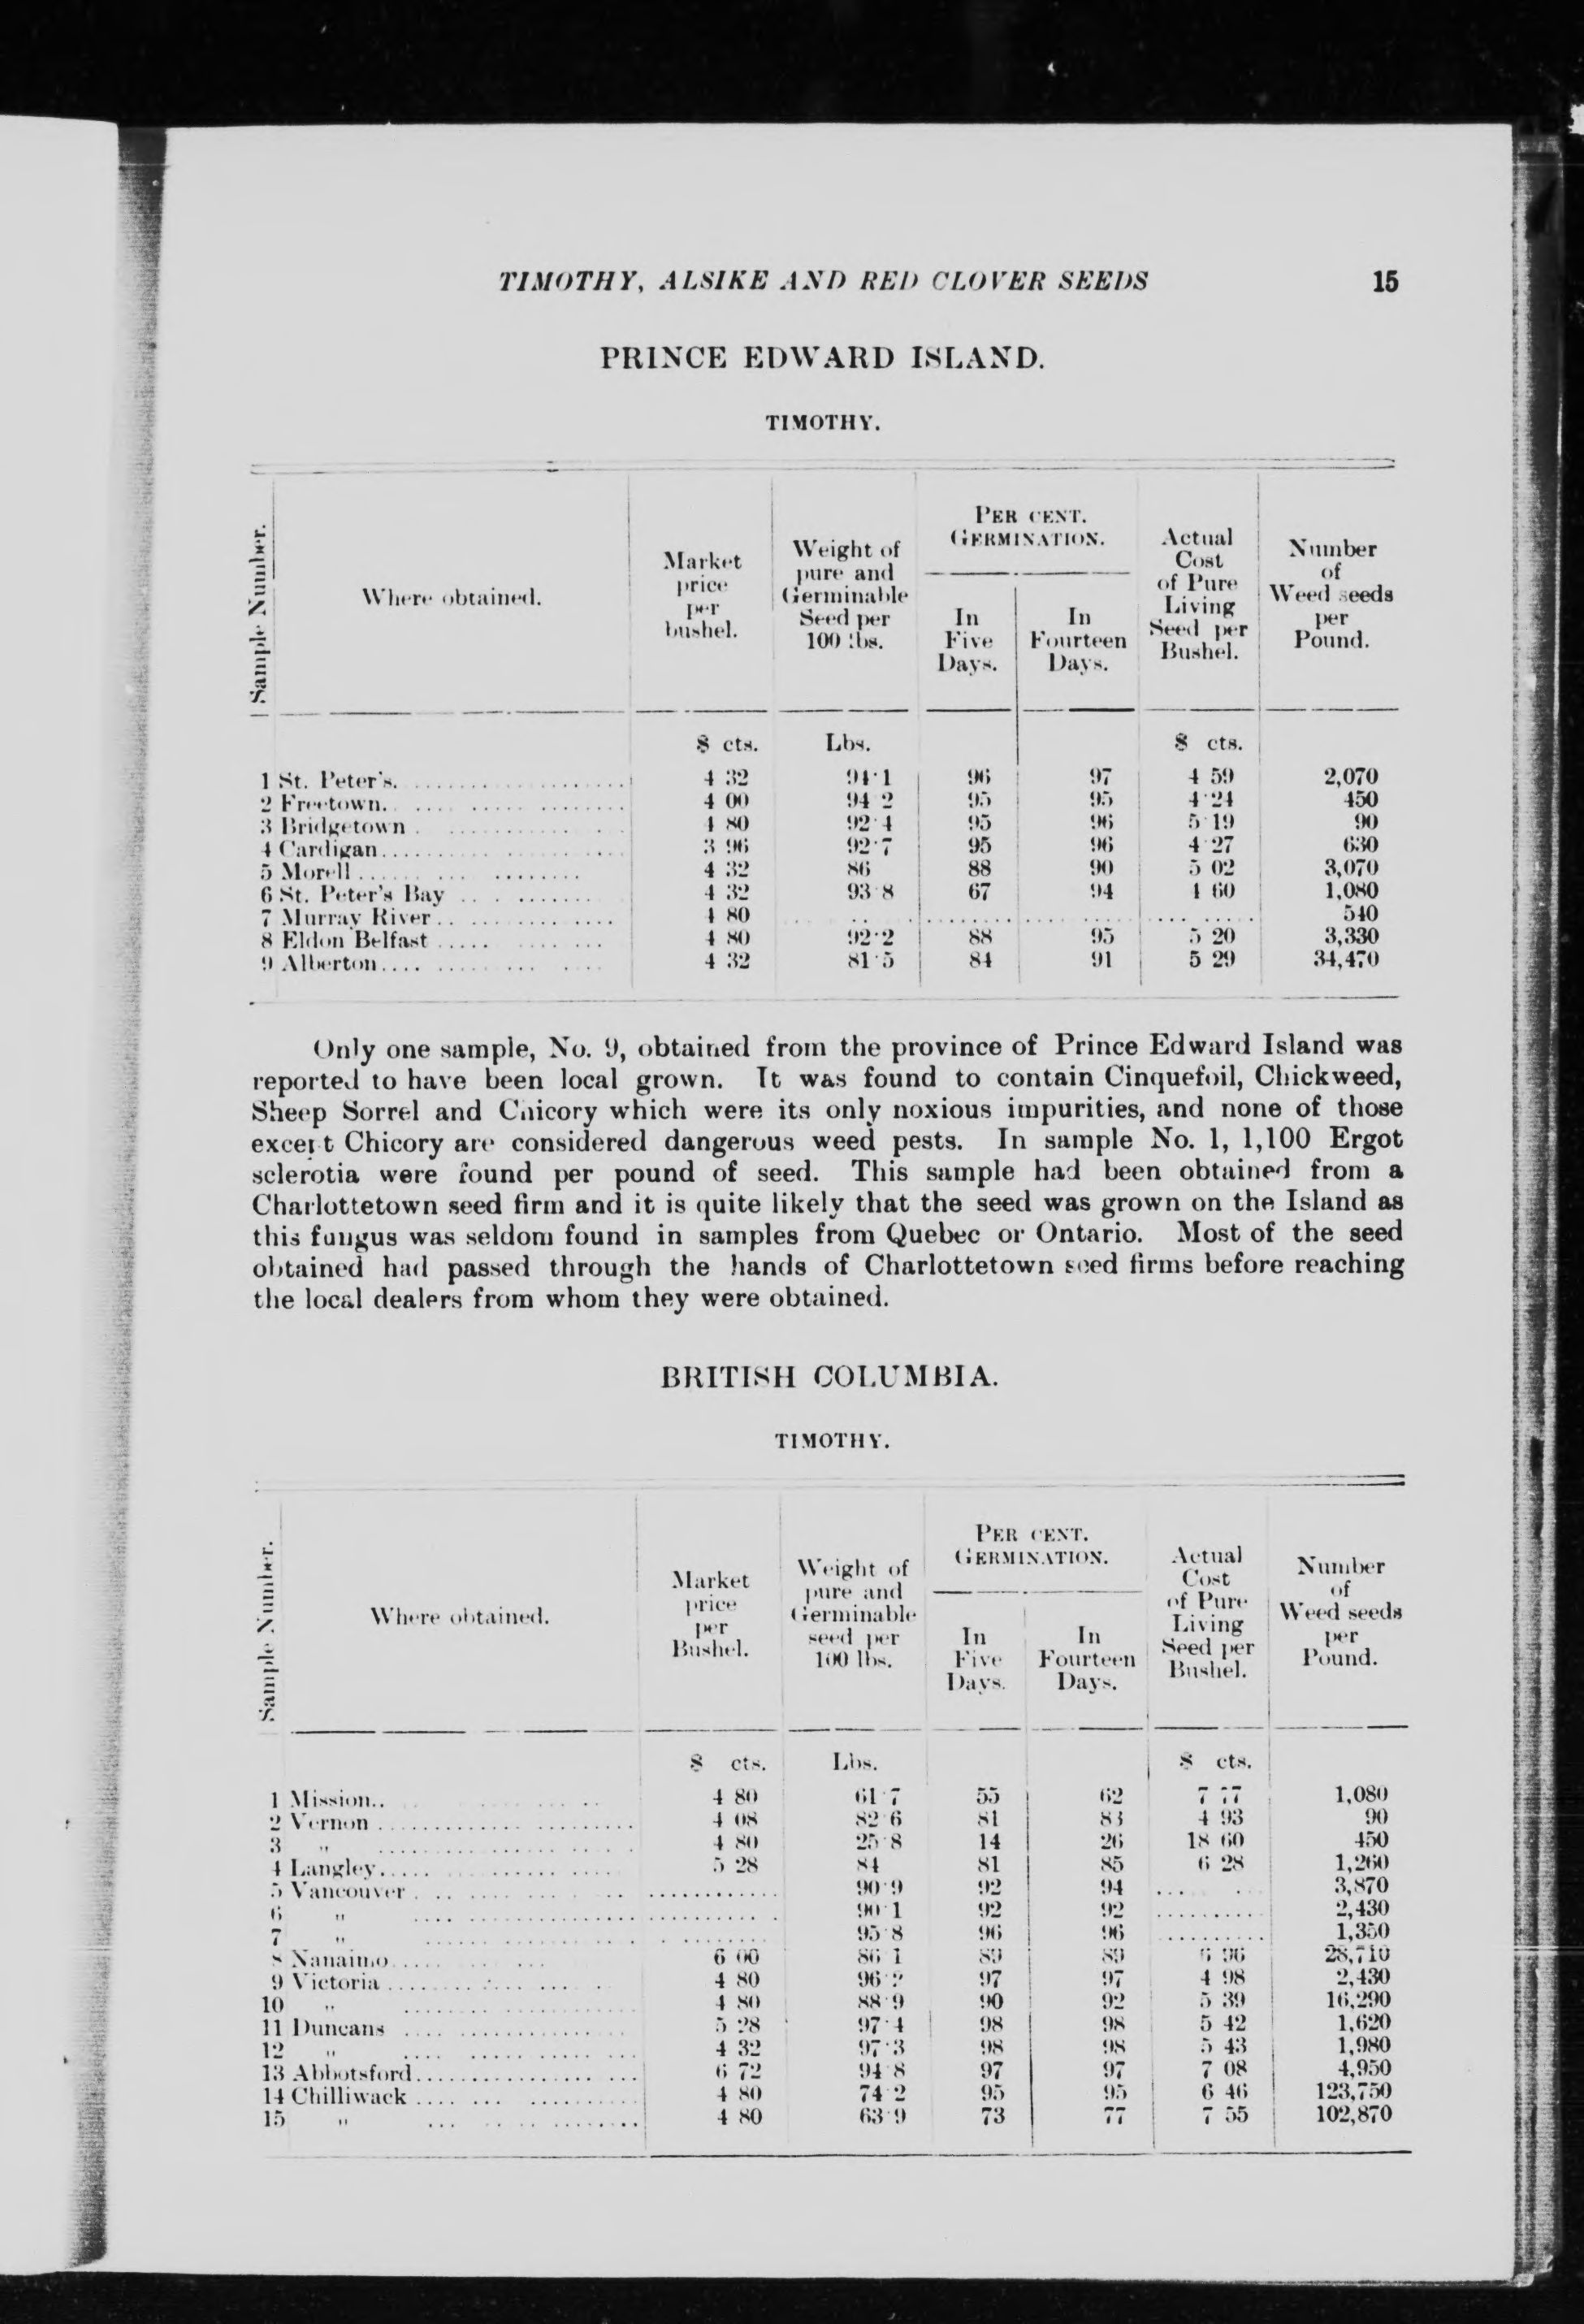 TIMOTHY, ALSIKE AND RED CLOVER SEEDS 15
PRINCE EDWARD ISLAND.
TIMOTHY.
Sample Number.
Where obtained.
Market price per bushel.
Weight of pure and Germinable Seed per 100 lbs.
PER CENT. GERMINATION.
In Five Days.
In Fourteen Days.
Actual Cost of Pure Living Seed per Bushel.
Number of Weed seeds per Pound.
$ cts. Lbs. $ cts.
1 St. Peter's 4 32 94·1 96 97 4 59 2,070
2 Freetown 4 00 94 2 95 95 4 24 450
3 Bridgetown 4 80 92·4 95 96 5 19 90
4 Cardigan 3 96 92·7 95 96 4 27 630
5 Morell 4 32 86 88 90 5 02 3,070
6 St. Peter's Bay 4 32 93 8 67 94 4 60 1,080
7 Murray River 4 80 540
8 Eldon Belfast 4 80 92·2 88 95 5 20 3,330
9 Alberton 4 32 81·5 84 91 5 29 34,470
Only one sample, No. 9, obtained from the province of Prince Edward Island was
reported to have been local grown. It was found to contain Cinquefoil, Chickweed,
Sheep Sorrel and Chicory which were its only noxious impurities, and none of those
except Chicory are considered dangerous weed pests. In sample No. 1, 1,100 Ergot
sclerotia were found per pound of seed. This sample had been obtained from a
Charlottetown seed firm and it is quite likely that the seed was grown on the Island as
this fungus was seldom found in samples from Quebec or Ontario. Most of the seed
obtained had passed through the hands of Charlottetown seed firms before reaching
the local dealers from whom they were obtained.
BRITISH COLUMBIA.
TIMOTHY.
Sample Number.
Where obtained.
Market price per Bushel.
Weight of pure and Germinable seed per 100 lbs.
PER CENT. GERMINATION.
In Five Days.
In Fourteen Days.
Actual Cost of Pure Living Seed per Bushel.
Number of Weed seeds per Pound.
$ cts. Lbs. $ cts.
1 Mission 4 80 61 7 55 62 7 77 1,080
2 Vernon 4 08 82 6 81 83 4 93 90
3 " 4 80 25·8 14 26 18 60 450
4 Langley 5 28 84 81 85 6 28 1,260
5 Vancouver 90·9 92 94 3,870
6 " 90·1 92 92 2,430
7 " 95 8 96 96 1,350
8 Nanaimo 6 00 86 1 89 89 6 96 28,710
9 Victoria 4 80 96 97 97 4 98 2,430
10 " 4 80 88·9 90 92 5 39 16,290
11 Duncans 5 28 97·4 98 98 5 42 1,620
12 " 4 32 97·3 98 98 5 43 1,980
13 Abbotsford 6 72 94 8 97 97 7 08 4,950
14 Chilliwack 4 80 74 2 95 95 6 46 123,750
15 " 4 80 63 9 73 77 7 55 102,870